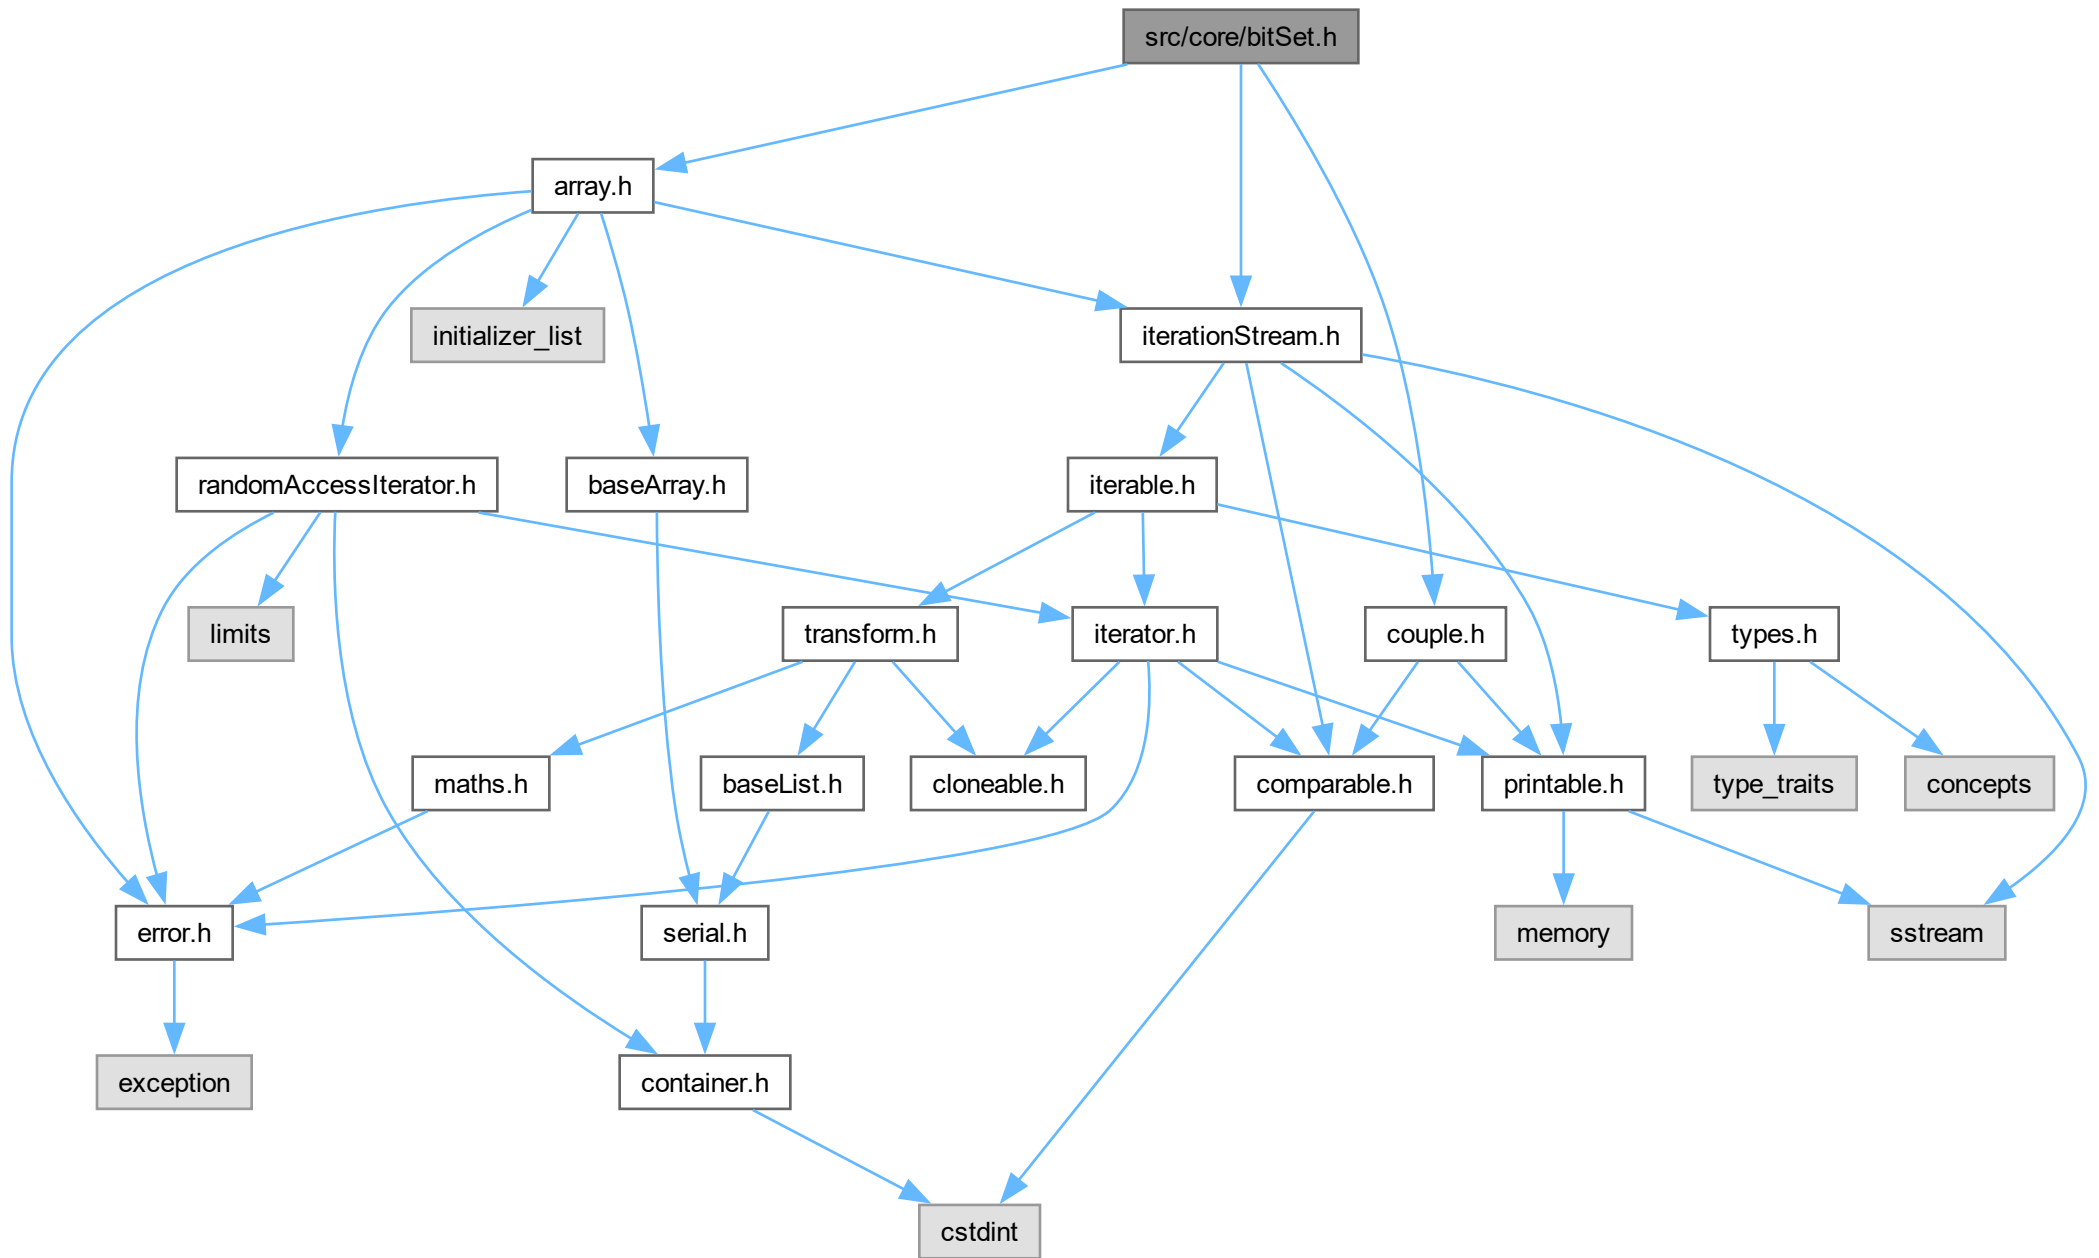 src/core/bitSet.h
array.h
initializer_list
iterationStream.h
randomAccessIterator.h
baseArray.h
iterable.h
limits
transform.h
iterator.h
couple.h
types.h
maths.h
baseList.h
cloneable.h
comparable.h
printable.h
type_traits
concepts
error.h
serial.h
memory
sstream
exception
container.h
cstdint